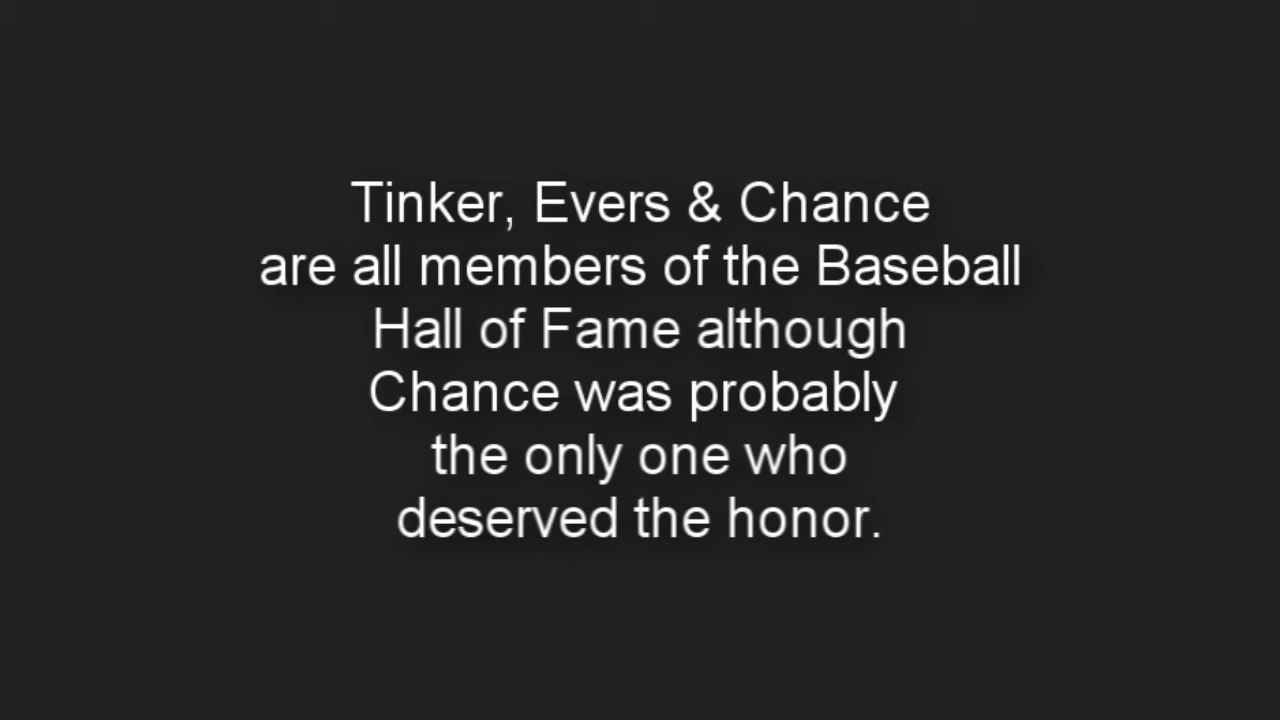 Tinker, Evers & Chance
are all members of the Baseball
Hall of Fame although
Chance was probably
the only one who
deserved the honor.